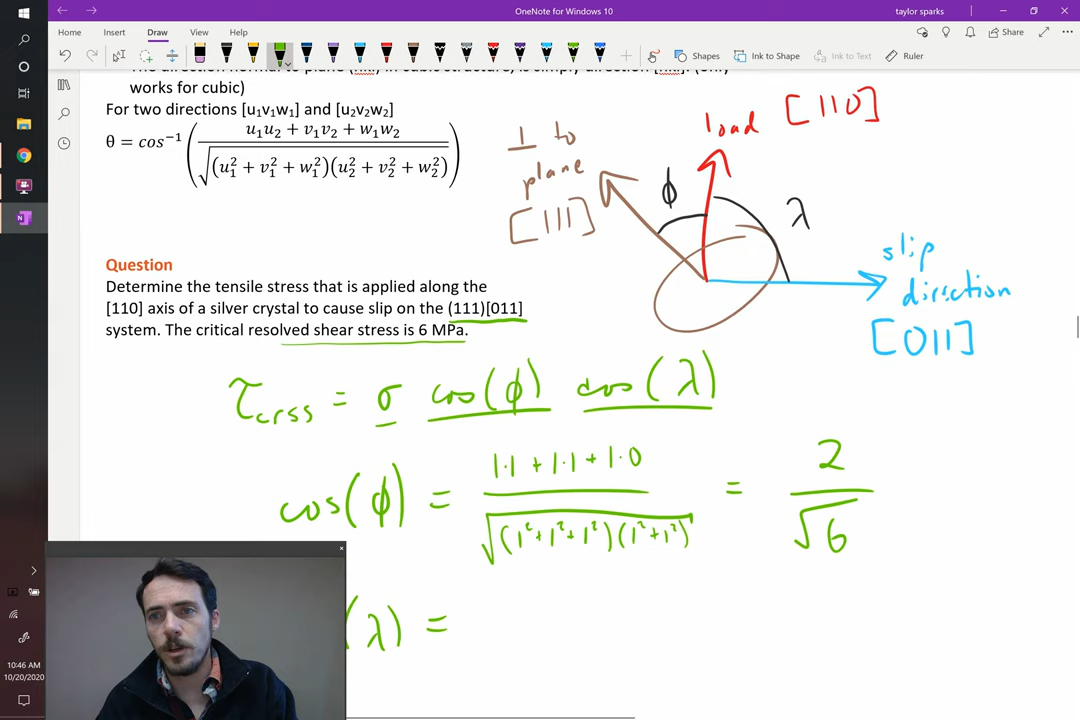 OneNote for Windows 10
taylor sparks
Home Insert Draw View Help
Share
Shapes
Ink to Shape
Ink to Text
Ruler
works for cubic)
For two directions [u₁v₁w₁] and [u₂v₂w₂]
θ = cos⁻¹ ( (u₁u₂ + v₁v₂ + w₁w₂) / √((u₁² + v₁² + w₁²)(u₂² + v₂² + w₂²)) )
⊥ to
plane
[111]
load [110]
ϕ
λ
slip
direction
[011]
Question
Determine the tensile stress that is applied along the
[110] axis of a silver crystal to cause slip on the (111)[011]
system. The critical resolved shear stress is 6 MPa.
τcrss = σ cos(ϕ) cos(λ)
cos(ϕ) = (1·1 + 1·1 + 1·0) / √((1²+1²+1²)(1²+1²)) = 2 / √6
(λ) =
10:46 AM
10/20/2020